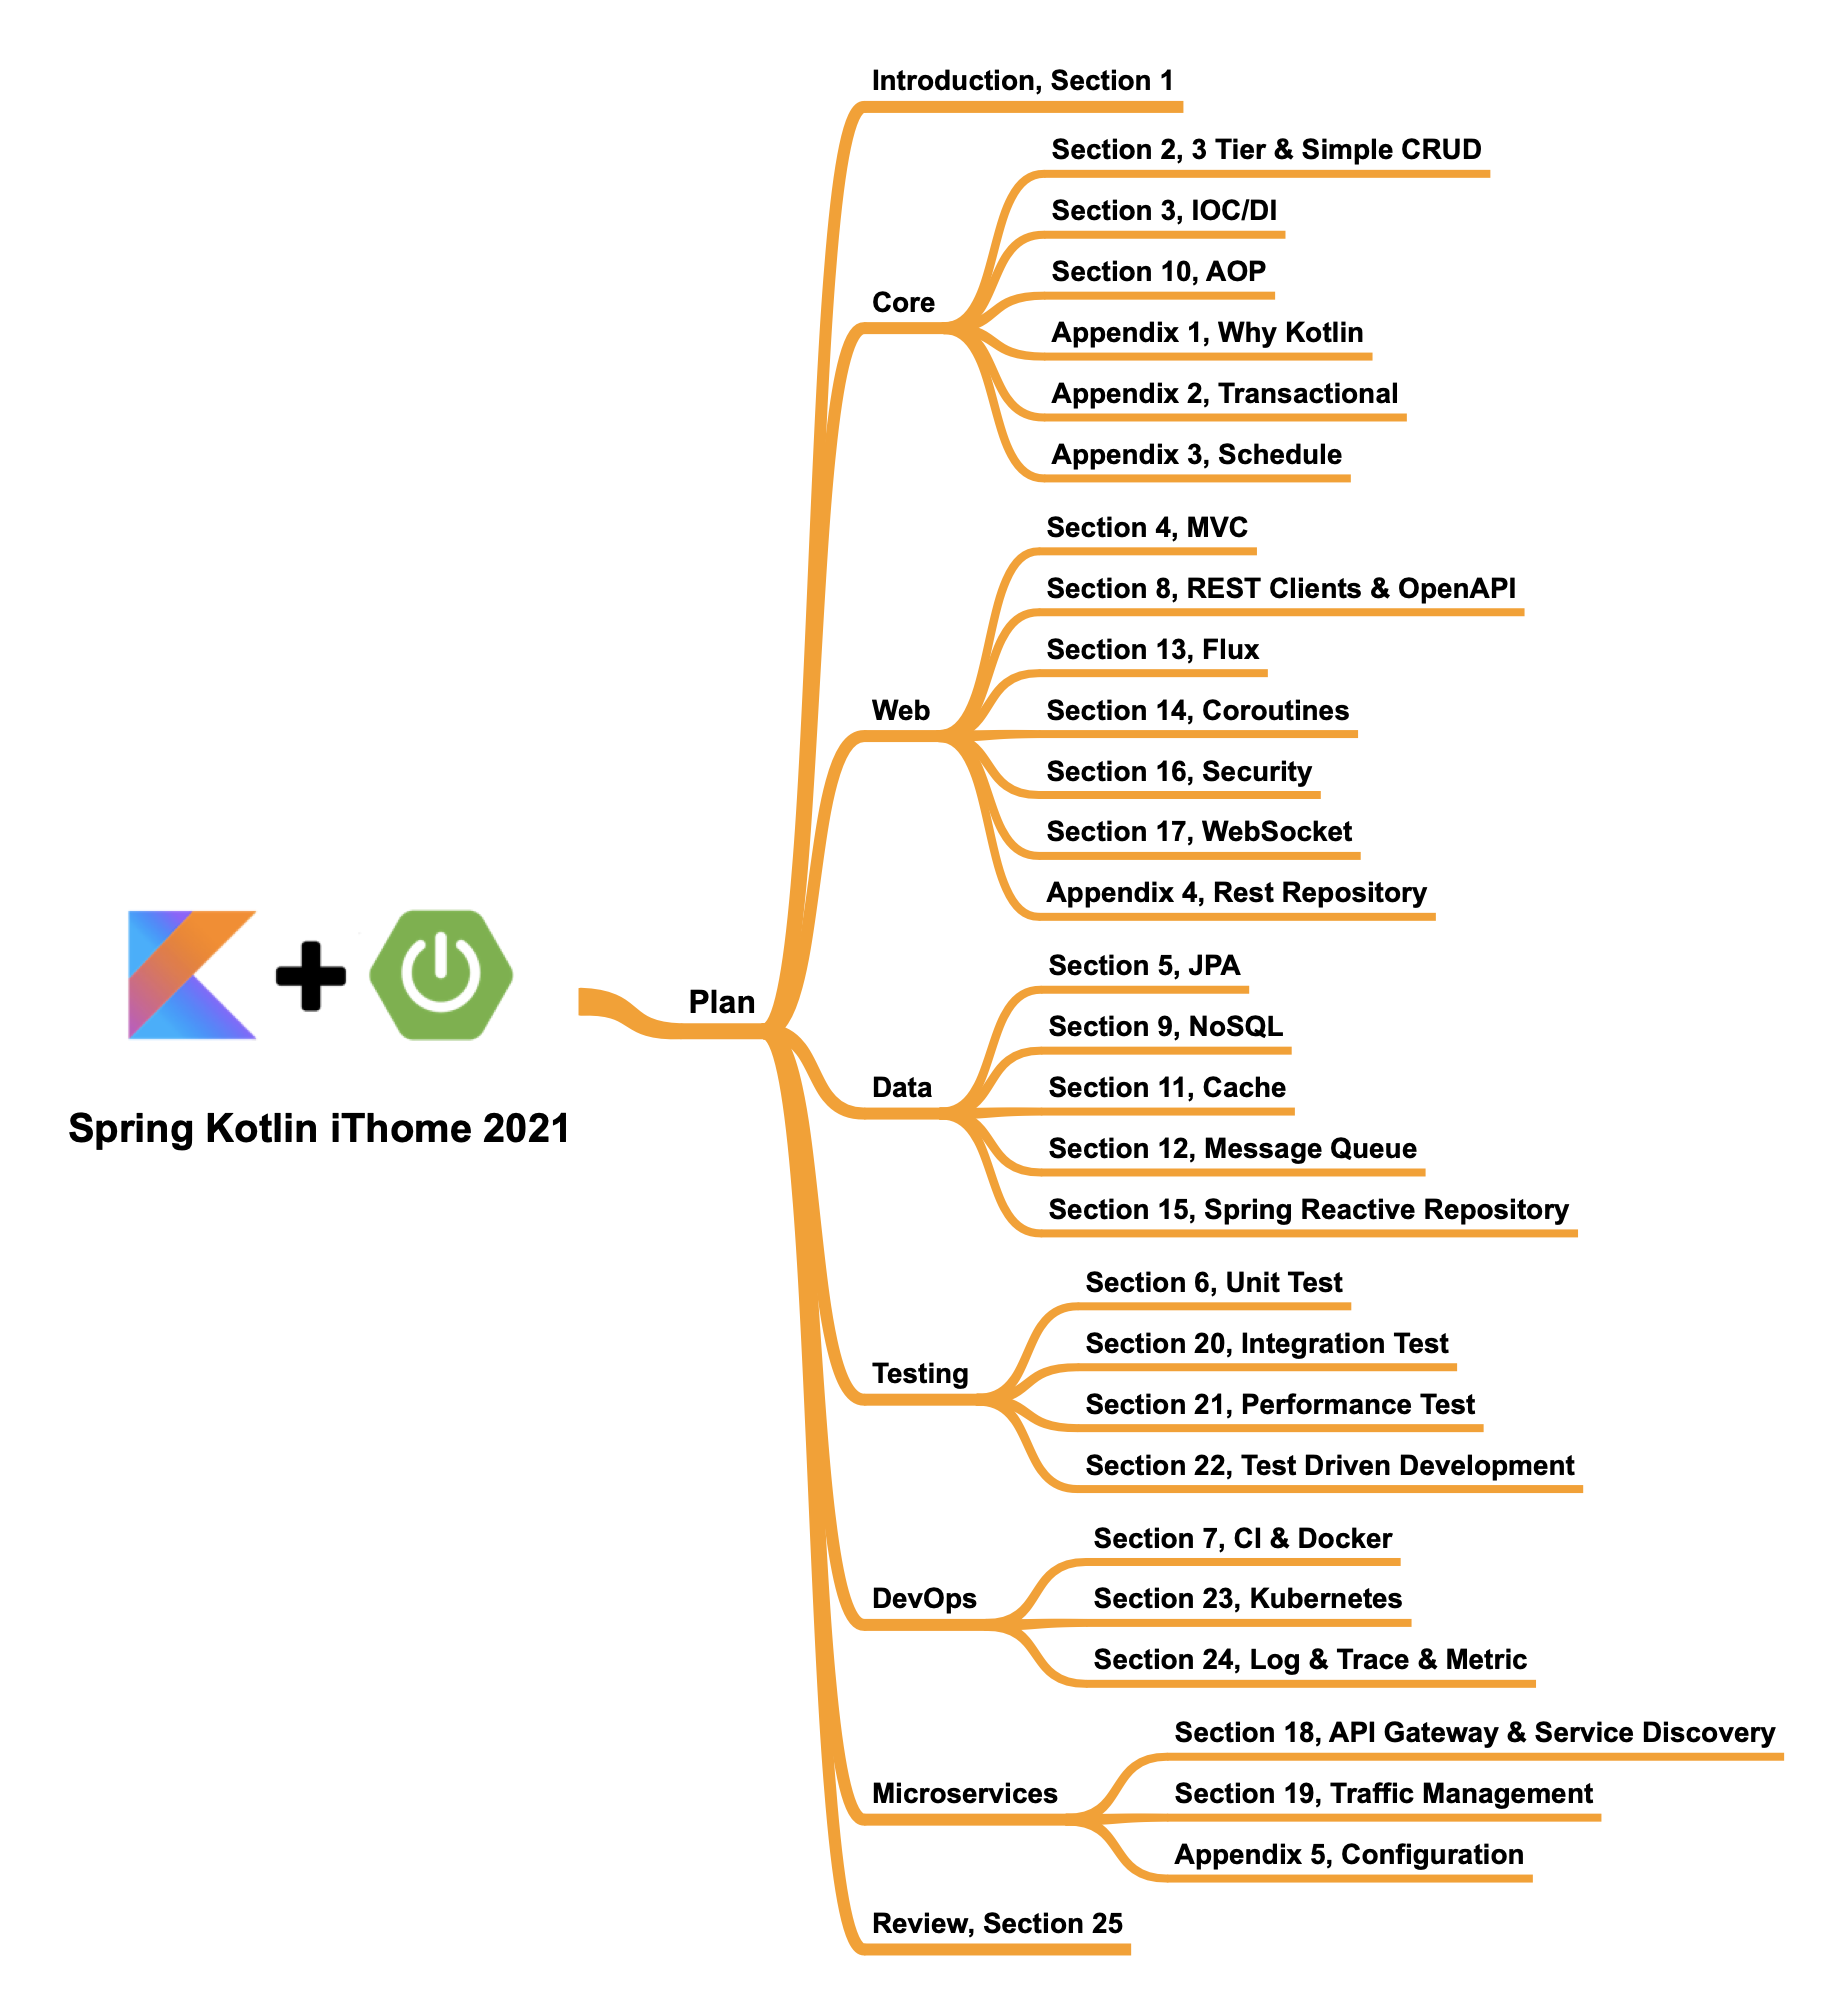 Spring Kotlin iThome 2021
Plan
Introduction, Section 1
Core
Section 2, 3 Tier & Simple CRUD
Section 3, IOC/DI
Section 10, AOP
Appendix 1, Why Kotlin
Appendix 2, Transactional
Appendix 3, Schedule
Web
Section 4, MVC
Section 8, REST Clients & OpenAPI
Section 13, Flux
Section 14, Coroutines
Section 16, Security
Section 17, WebSocket
Appendix 4, Rest Repository
Data
Section 5, JPA
Section 9, NoSQL
Section 11, Cache
Section 12, Message Queue
Section 15, Spring Reactive Repository
Testing
Section 6, Unit Test
Section 20, Integration Test
Section 21, Performance Test
Section 22, Test Driven Development
DevOps
Section 7, CI & Docker
Section 23, Kubernetes
Section 24, Log & Trace & Metric
Microservices
Section 18, API Gateway & Service Discovery
Section 19, Traffic Management
Appendix 5, Configuration
Review, Section 25